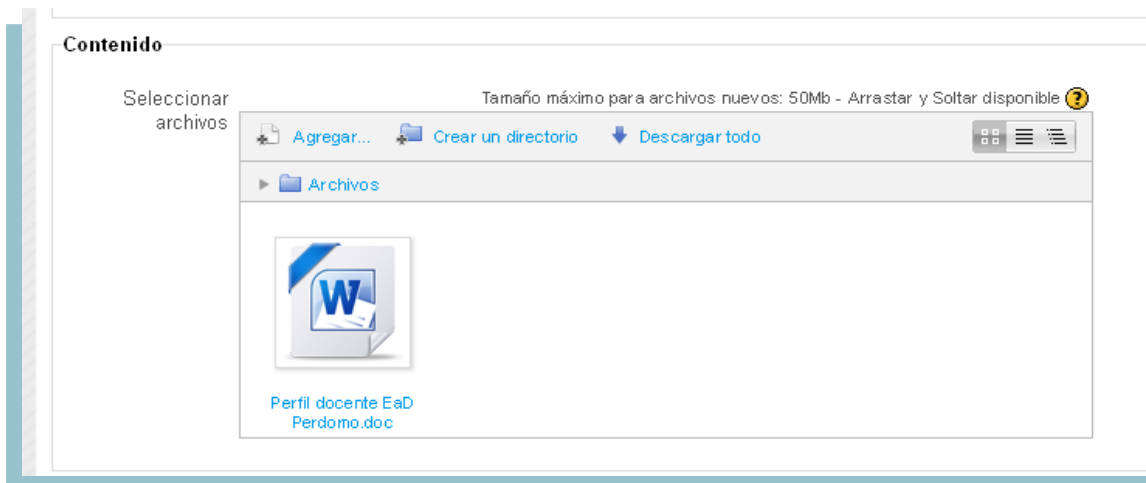 Contenido
Seleccionar archivos
Tamaño máximo para archivos nuevos: 50Mb - Arrastar y Soltar disponible ?
Agregar... Crear un directorio Descargar todo
Archivos
W
Perfil docente EaD
Perdomo.doc